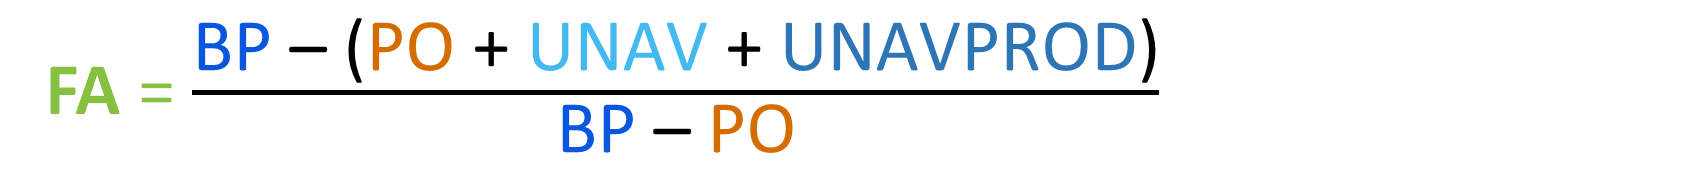 BP – (PO + UNAV + UNAVPROD)
FA =
BP – PO